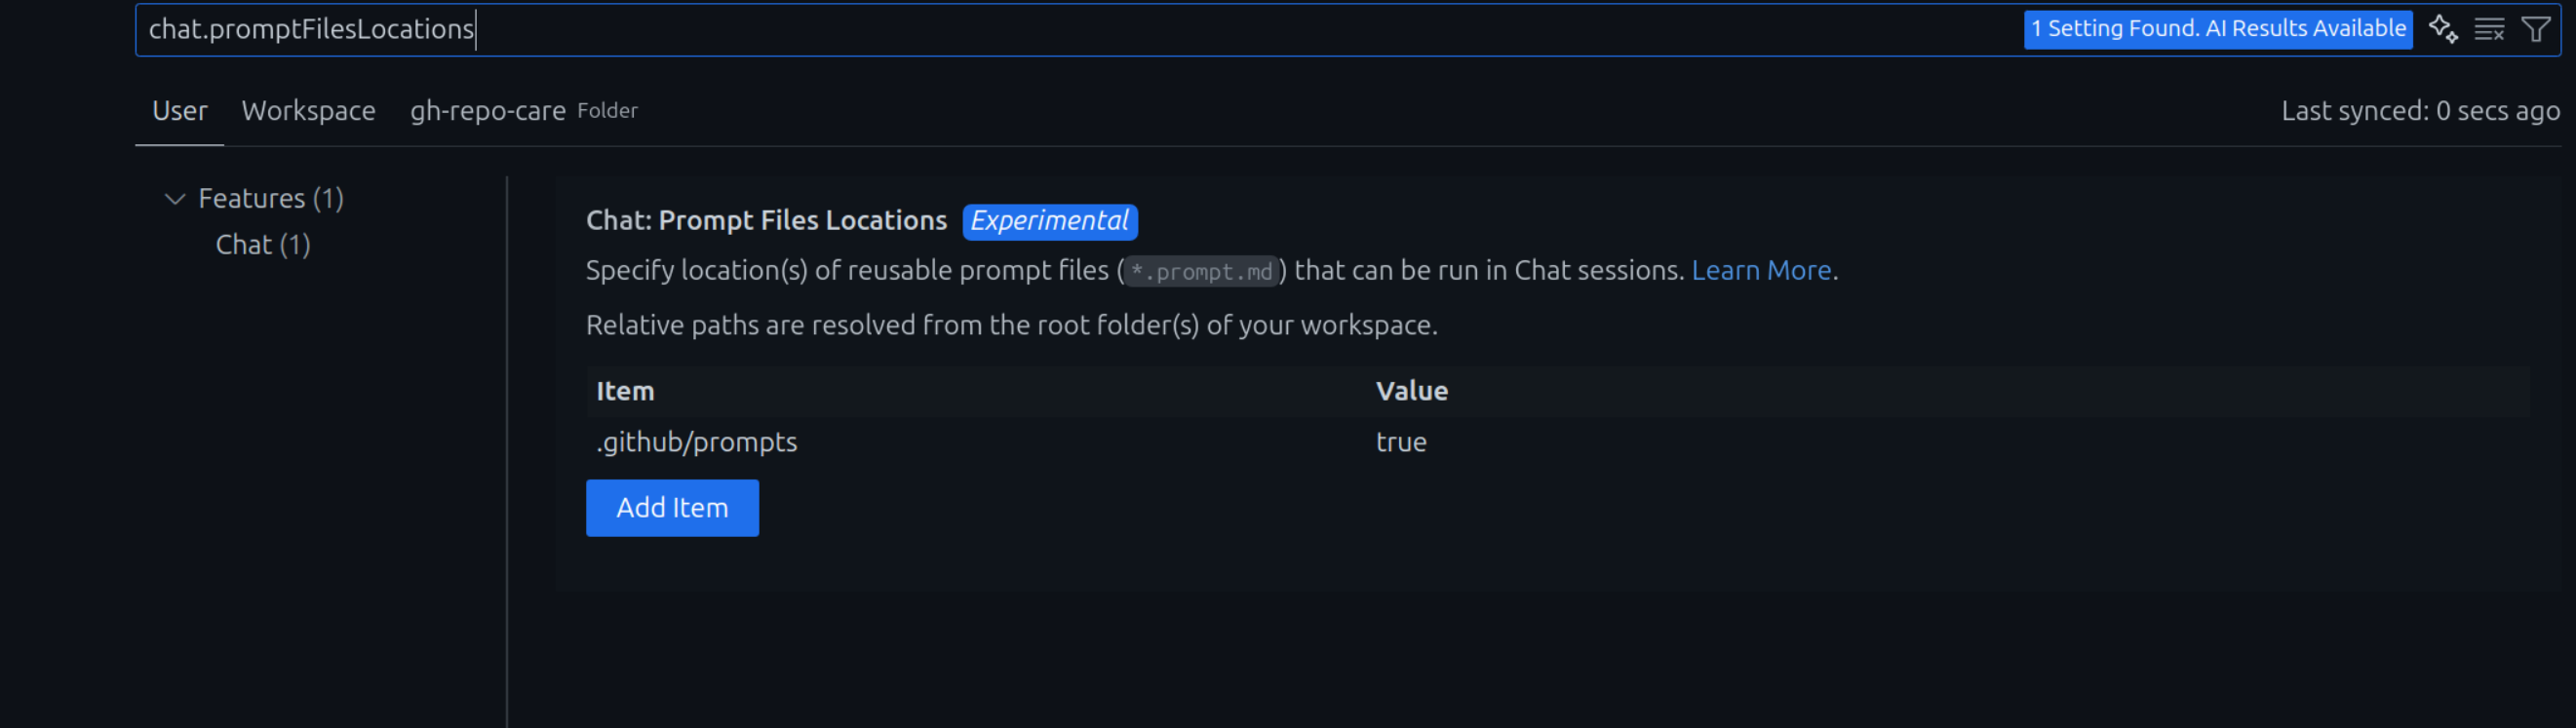 chat.promptFilesLocations
1 Setting Found. AI Results Available
User Workspace gh-repo-care Folder
Last synced: 0 secs ago
Features (1)
Chat (1)
Chat: Prompt Files Locations Experimental
Specify location(s) of reusable prompt files (*.prompt.md) that can be run in Chat sessions. Learn More.
Relative paths are resolved from the root folder(s) of your workspace.
Item Value
.github/prompts true
Add Item